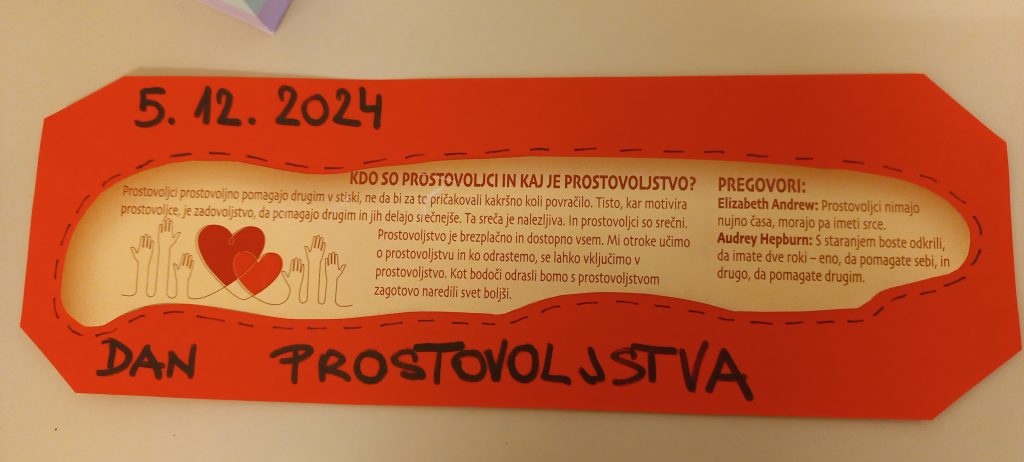 5. 12. 2024
KDO SO PROSTOVOLJCI IN KAJ JE PROSTOVOLJSTVO?
Prostovoljci prostovoljno pomagajo drugim v stiski, ne da bi za to pričakovali kakršno koli povračilo. Tisto, kar motivira
prostovoljce, je zadovoljstvo, da pomagajo drugim in jih delajo srečnejše. Ta sreča je nalezljiva. In prostovoljci so srečni.
Prostovoljstvo je brezplačno in dostopno vsem. Mi otroke učimo
o prostovoljstvu in ko odrastemo, se lahko vključimo v
prostovoljstvo. Kot bodoči odrasli bomo s prostovoljstvom
zagotovo naredili svet boljši.
PREGOVORI:
Elizabeth Andrew: Prostovoljci nimajo
nujno časa, morajo pa imeti srce.
Audrey Hepburn: S staranjem boste odkrili,
da imate dve roki – eno, da pomagate sebi, in
drugo, da pomagate drugim.
DAN PROSTOVOLJSTVA